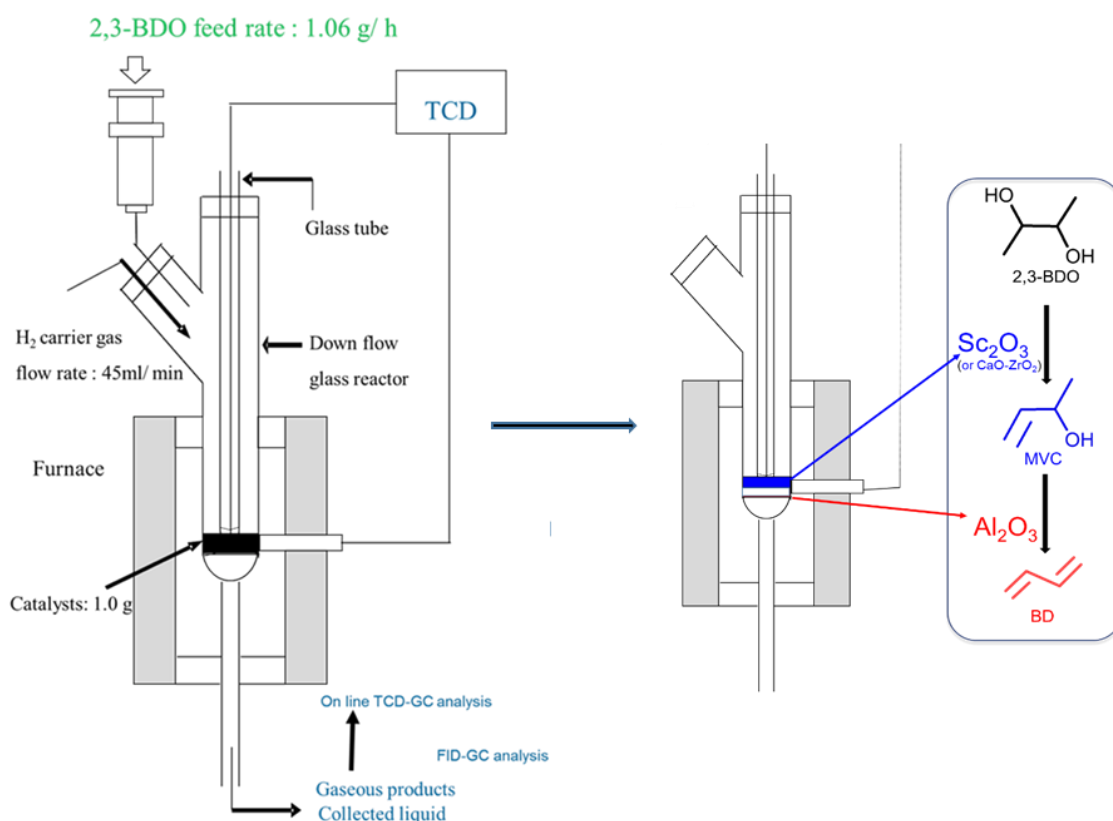 2,3-BDO feed rate : 1.06 g/ h
TCD
Glass tube
H₂ carrier gas
flow rate : 45ml/ min
Down flow
glass reactor
Furnace
Catalysts: 1.0 g
On line TCD-GC analysis
FID-GC analysis
Gaseous products
Collected liquid
HO
OH
2,3-BDO
Sc₂O₃
(or CaO-ZrO₂)
OH
MVC
Al₂O₃
BD